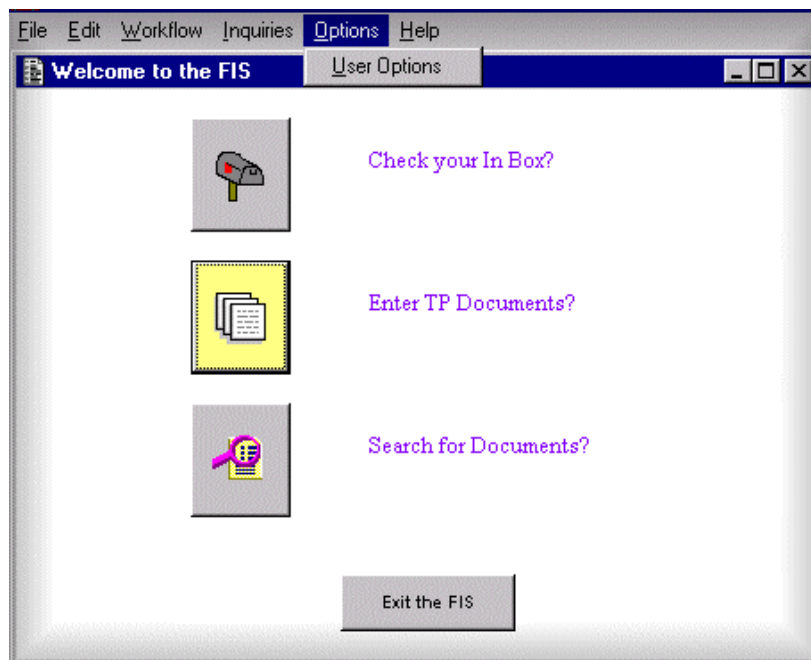 File Edit Workflow Inquiries Options Help
User Options
Welcome to the FIS
Check your In Box?
Enter TP Documents?
Search for Documents?
Exit the FIS